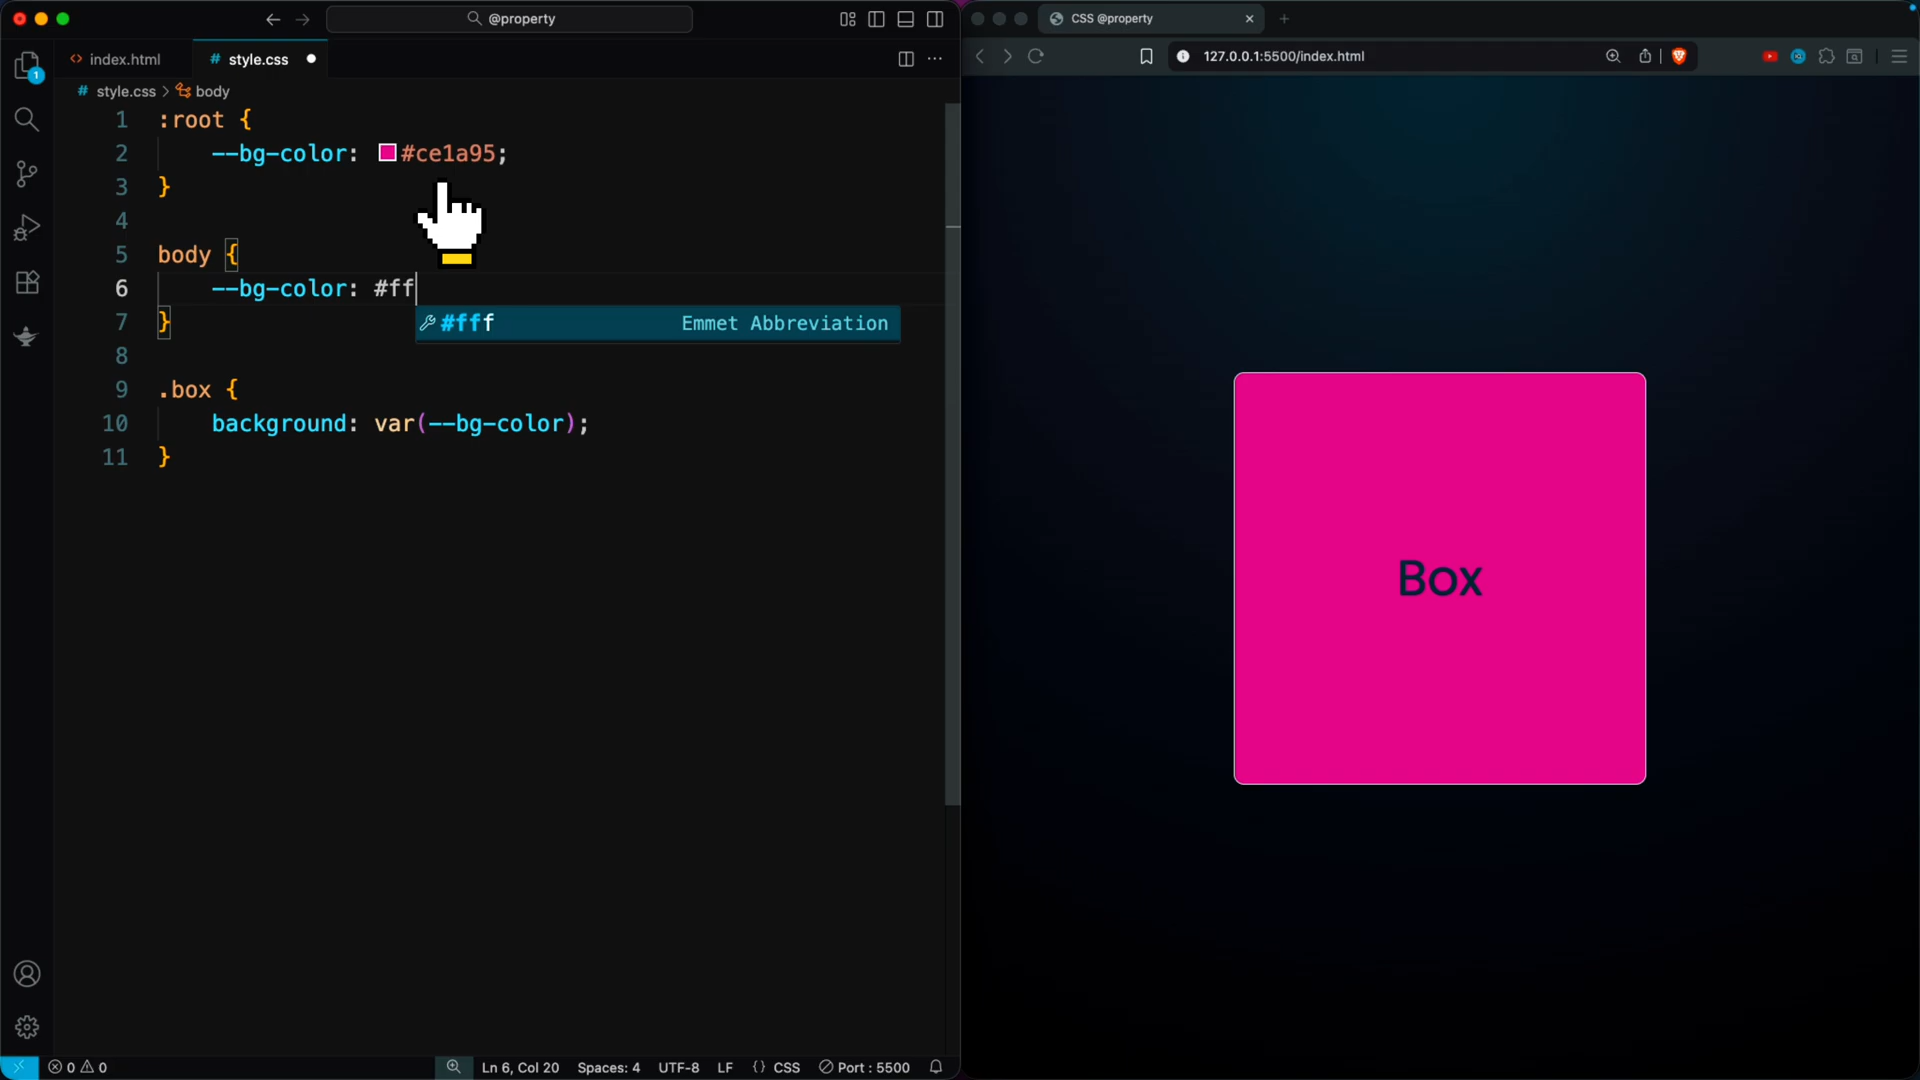 @property
index.html
# style.css
# style.css > body
1 :root {
2 --bg-color: #ce1a95;
3 }
4
5 body {
6 --bg-color: #ff
#fff Emmet Abbreviation
7 }
8
9 .box {
10 background: var(--bg-color);
11 }
1
0 0
Ln 6, Col 20 Spaces: 4 UTF-8 LF {} CSS Port : 5500
CSS @property
127.0.0.1:5500/index.html
Box